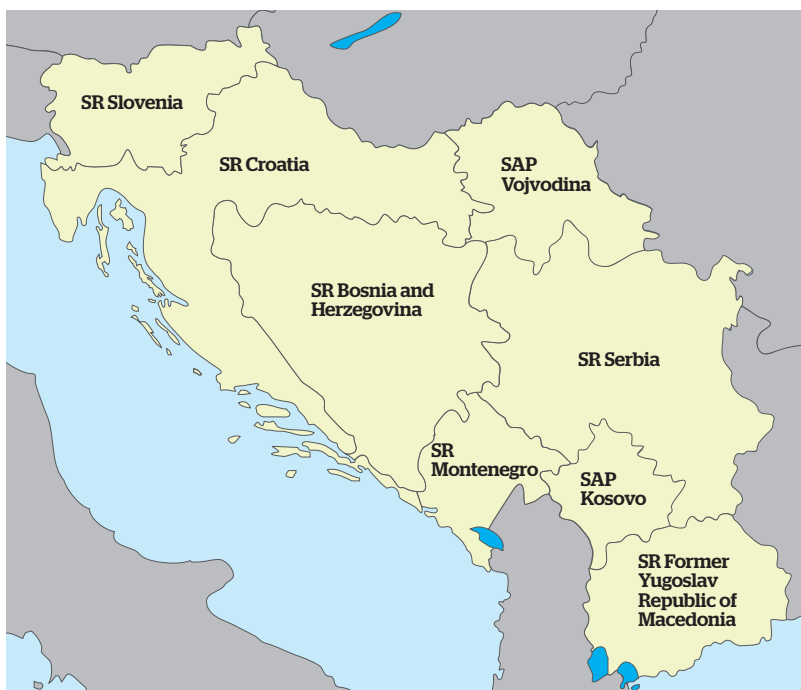 SR Slovenia
SR Croatia
SAP
Vojvodina
SR Bosnia and
Herzegovina
SR Serbia
SR
Montenegro
SAP
Kosovo
SR Former
Yugoslav
Republic of
Macedonia